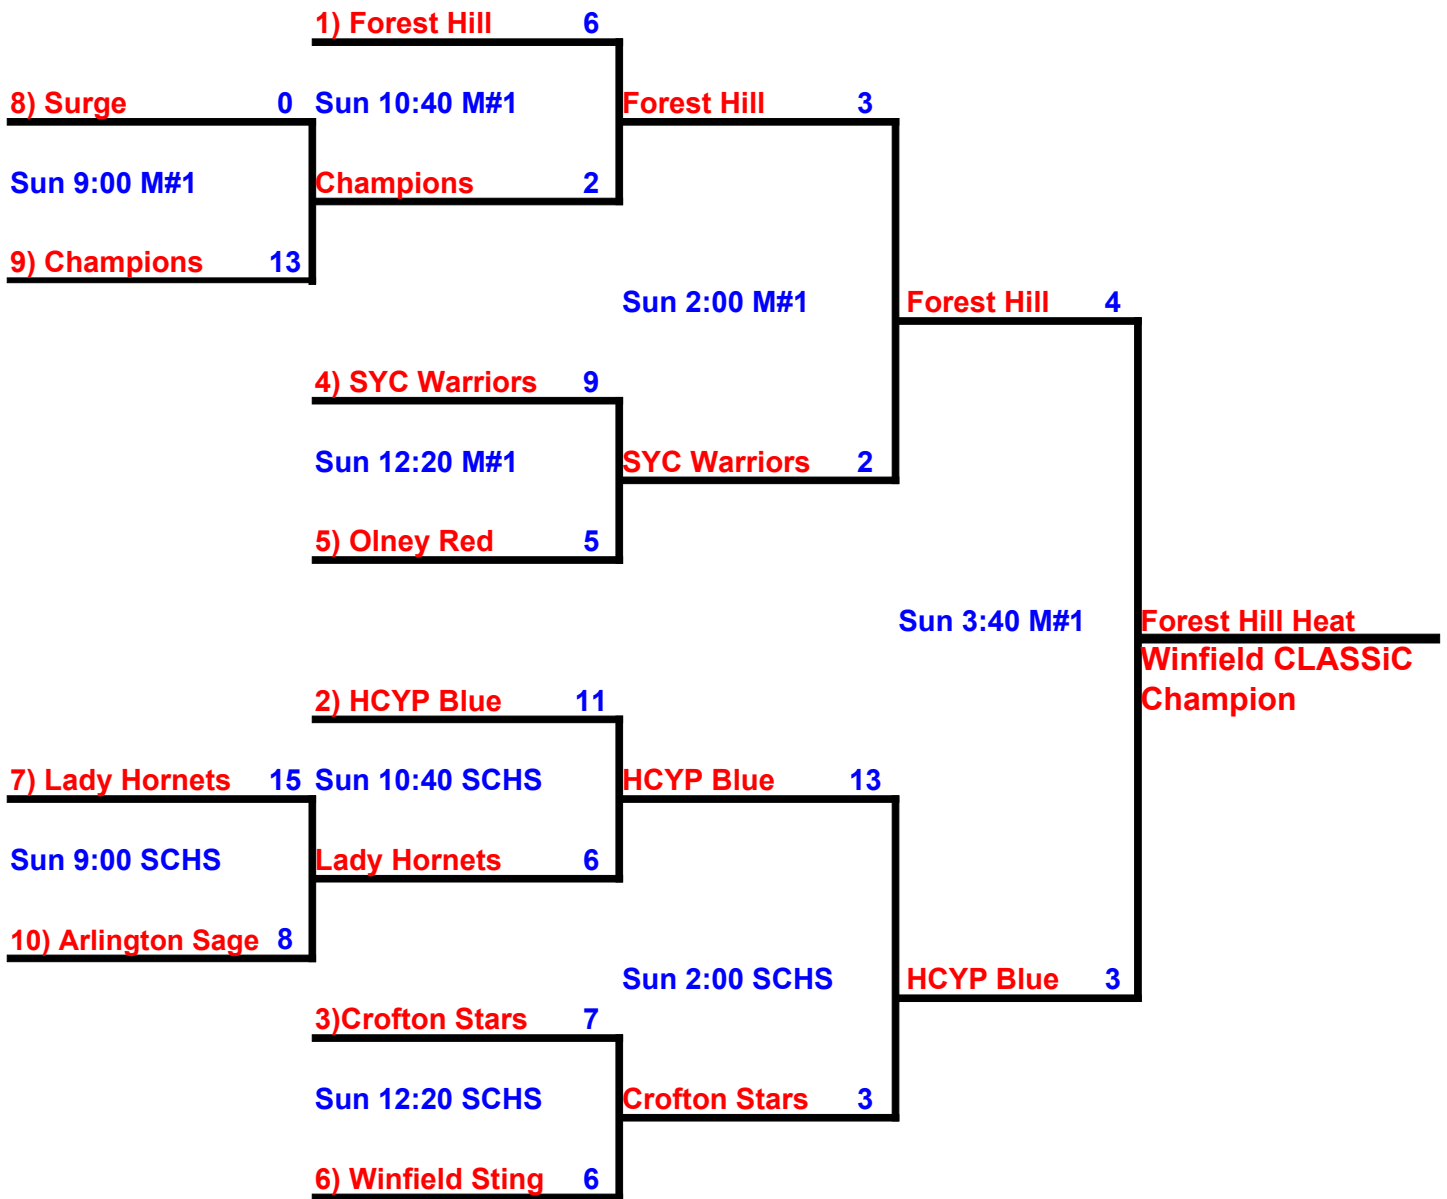 1) Forest Hill 6
8) Surge 0 Sun 10:40 M#1 Forest Hill 3
Sun 9:00 M#1 Champions 2
9) Champions 13
Sun 2:00 M#1 Forest Hill 4
4) SYC Warriors 9
Sun 12:20 M#1 SYC Warriors 2
5) Olney Red 5
Sun 3:40 M#1 Forest Hill Heat
Winfield CLASSiC
2) HCYP Blue 11 Champion
7) Lady Hornets 15 Sun 10:40 SCHS HCYP Blue 13
Sun 9:00 SCHS Lady Hornets 6
10) Arlington Sage 8
Sun 2:00 SCHS HCYP Blue 3
3)Crofton Stars 7
Sun 12:20 SCHS Crofton Stars 3
6) Winfield Sting 6